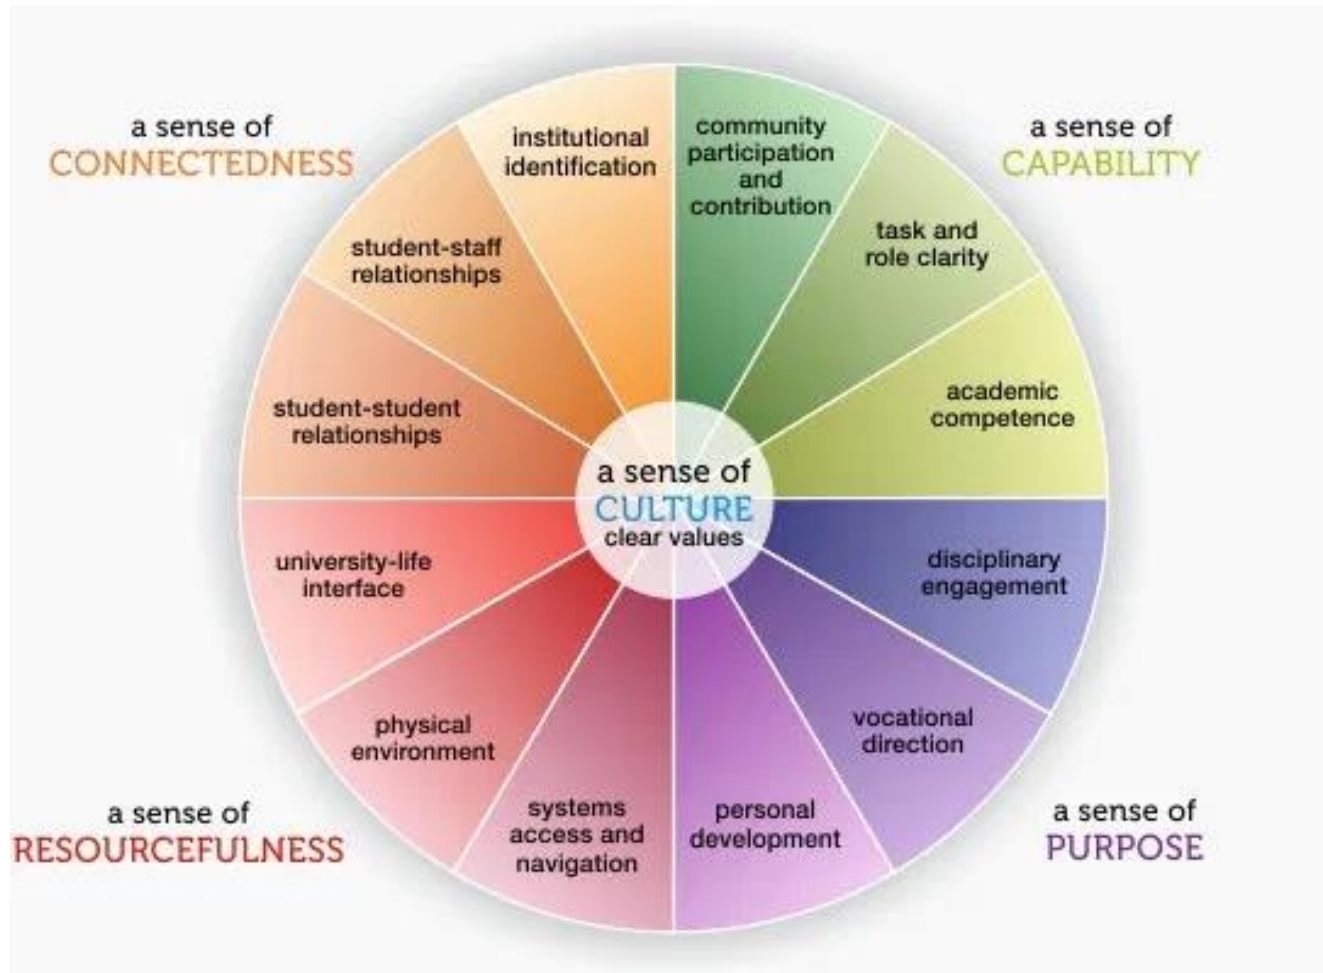 a sense of
CONNECTEDNESS
institutional
identification
student-staff
relationships
student-student
relationships
community
participation
and
contribution
task and
role clarity
academic
competence
a sense of
CAPABILITY
a sense of
CULTURE
clear values
university-life
interface
physical
environment
systems
access and
navigation
a sense of
RESOURCEFULNESS
disciplinary
engagement
vocational
direction
personal
development
a sense of
PURPOSE